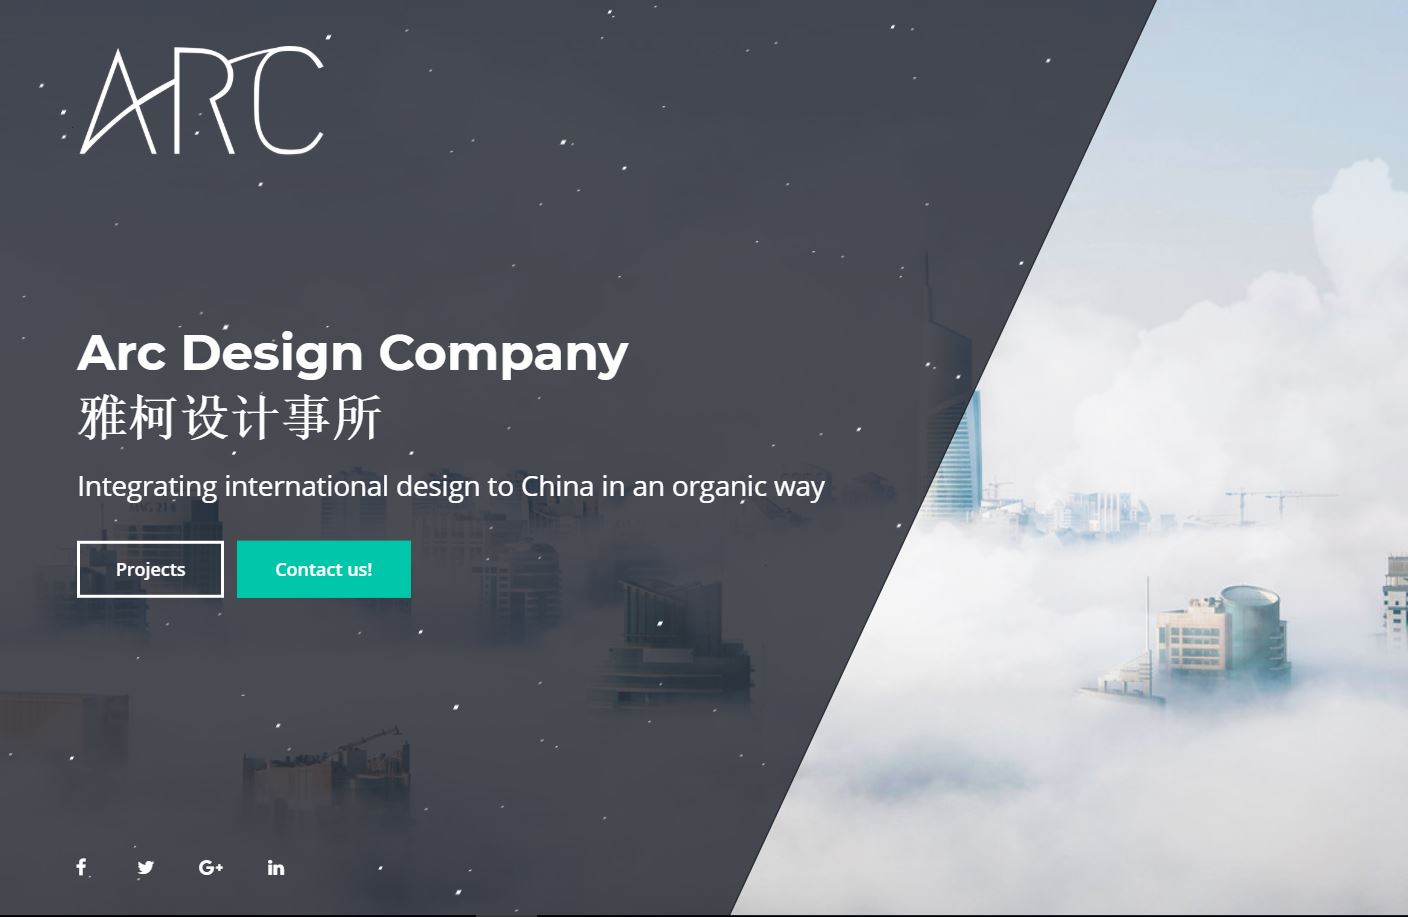 ARC
Arc Design Company
雅柯设计事所
Integrating international design to China in an organic way
Projects
Contact us!